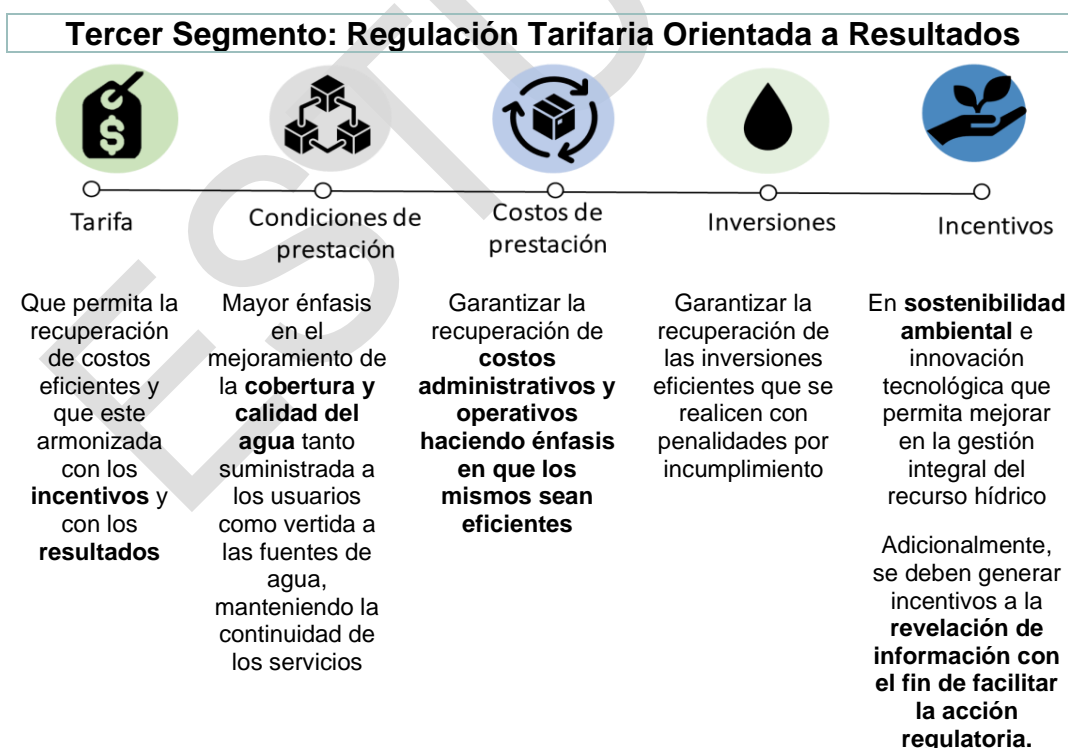 Tercer Segmento: Regulación Tarifaria Orientada a Resultados
Tarifa
Que permita la
recuperación
de costos
eficientes y
que este
armonizada
con los
incentivos y
con los
resultados
Condiciones de
prestación
Mayor énfasis
en el
mejoramiento de
la cobertura y
calidad del
agua tanto
suministrada a
los usuarios
como vertida a
las fuentes de
agua,
manteniendo la
continuidad de
los servicios
Costos de
prestación
Garantizar la
recuperación de
costos
administrativos y
operativos
haciendo énfasis
en que los
mismos sean
eficientes
Inversiones
Garantizar la
recuperación de
las inversiones
eficientes que se
realicen con
penalidades por
incumplimiento
Incentivos
En sostenibilidad
ambiental e
innovación
tecnológica que
permita mejorar
en la gestión
integral del
recurso hídrico
Adicionalmente,
se deben generar
incentivos a la
revelación de
información con
el fin de facilitar
la acción
regulatoria.